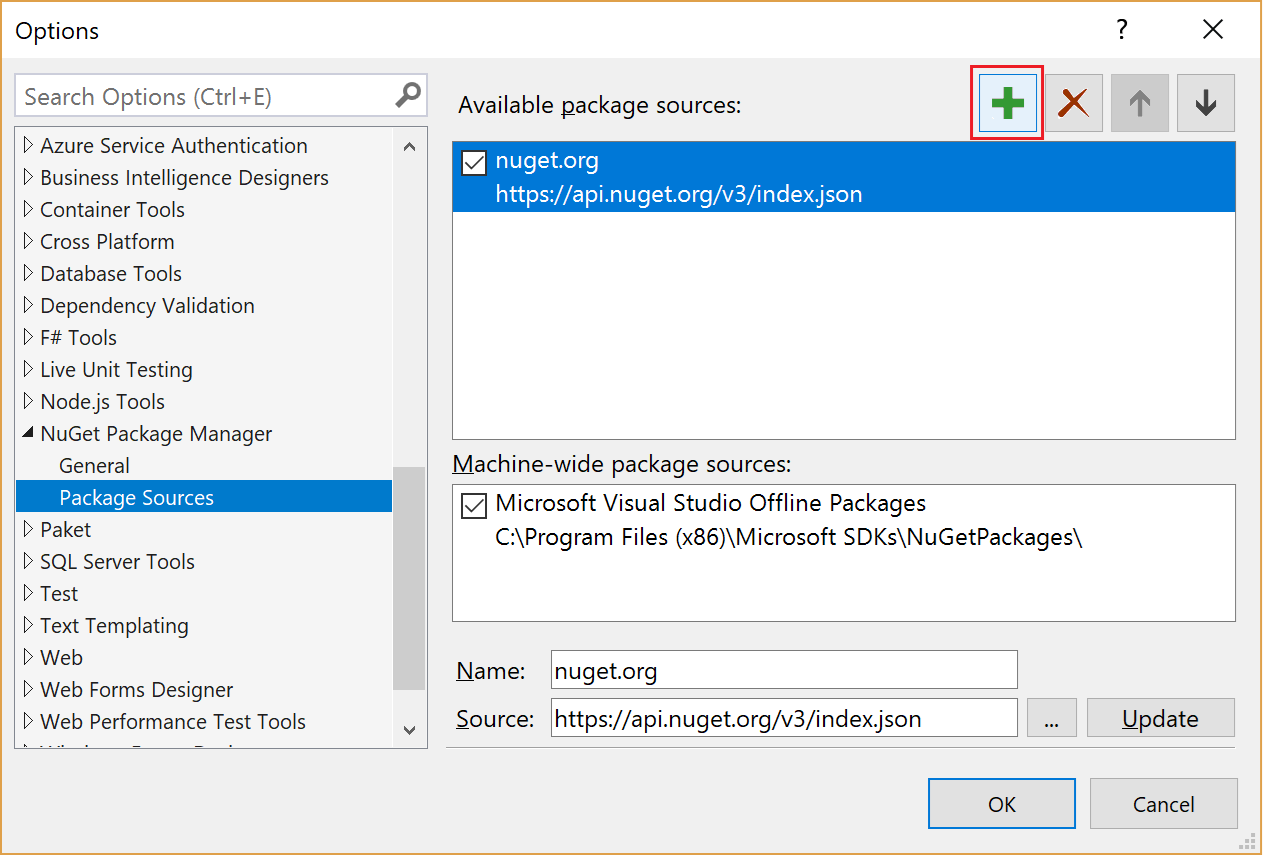 Options
?
Search Options (Ctrl+E)
Azure Service Authentication
Business Intelligence Designers
Container Tools
Cross Platform
Database Tools
Dependency Validation
F# Tools
Live Unit Testing
Node.js Tools
NuGet Package Manager
General
Package Sources
Paket
SQL Server Tools
Test
Text Templating
Web
Web Forms Designer
Web Performance Test Tools
Available package sources:
nuget.org
https://api.nuget.org/v3/index.json
Machine-wide package sources:
Microsoft Visual Studio Offline Packages
C:\Program Files (x86)\Microsoft SDKs\NuGetPackages\
Name: nuget.org
Source: https://api.nuget.org/v3/index.json ... Update
OK Cancel